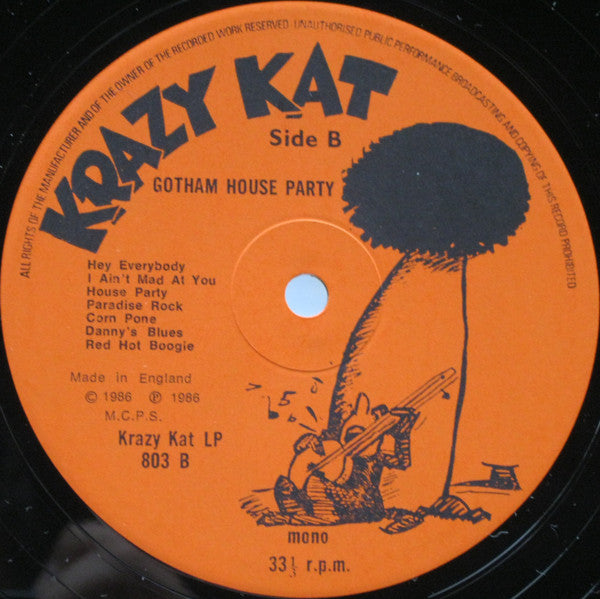 ALL RIGHTS OF THE MANUFACTURER AND OF THE OWNER OF THE RECORDED WORK RESERVED UNAUTHORISED PUBLIC PERFORMANCE BROADCASTING AND COPYING OF THIS RECORD PROHIBITED
KRAZY KAT
Side B
GOTHAM HOUSE PARTY
Hey Everybody
I Ain't Mad At You
House Party
Paradise Rock
Corn Pone
Danny's Blues
Red Hot Boogie
Made in England
© 1986 ℗ 1986
M.C.P.S.
Krazy Kat LP
803 B
mono
33⅓ r.p.m.